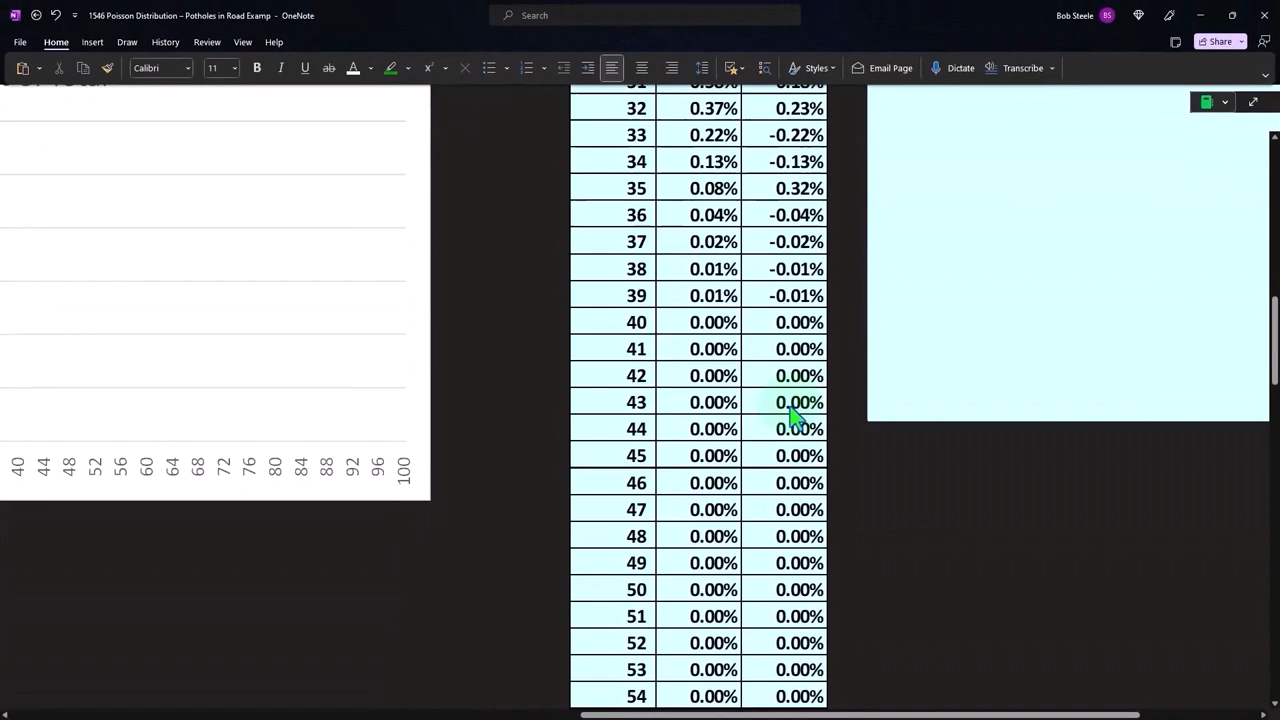 1546 Poisson Distribution – Potholes in Road Examp - OneNote
Search
Bob Steele BS
File Home Insert Draw History Review View Help
Share
Calibri 11 B I U ab A Styles Email Page Dictate Transcribe
32 0.37% 0.23%
33 0.22% -0.22%
34 0.13% -0.13%
35 0.08% 0.32%
36 0.04% -0.04%
37 0.02% -0.02%
38 0.01% -0.01%
39 0.01% -0.01%
40 0.00% 0.00%
41 0.00% 0.00%
42 0.00% 0.00%
43 0.00% 0.00%
44 0.00% 0.00%
45 0.00% 0.00%
46 0.00% 0.00%
47 0.00% 0.00%
48 0.00% 0.00%
49 0.00% 0.00%
50 0.00% 0.00%
51 0.00% 0.00%
52 0.00% 0.00%
53 0.00% 0.00%
54 0.00% 0.00%
40 44 48 52 56 60 64 68 72 76 80 84 88 92 96 100